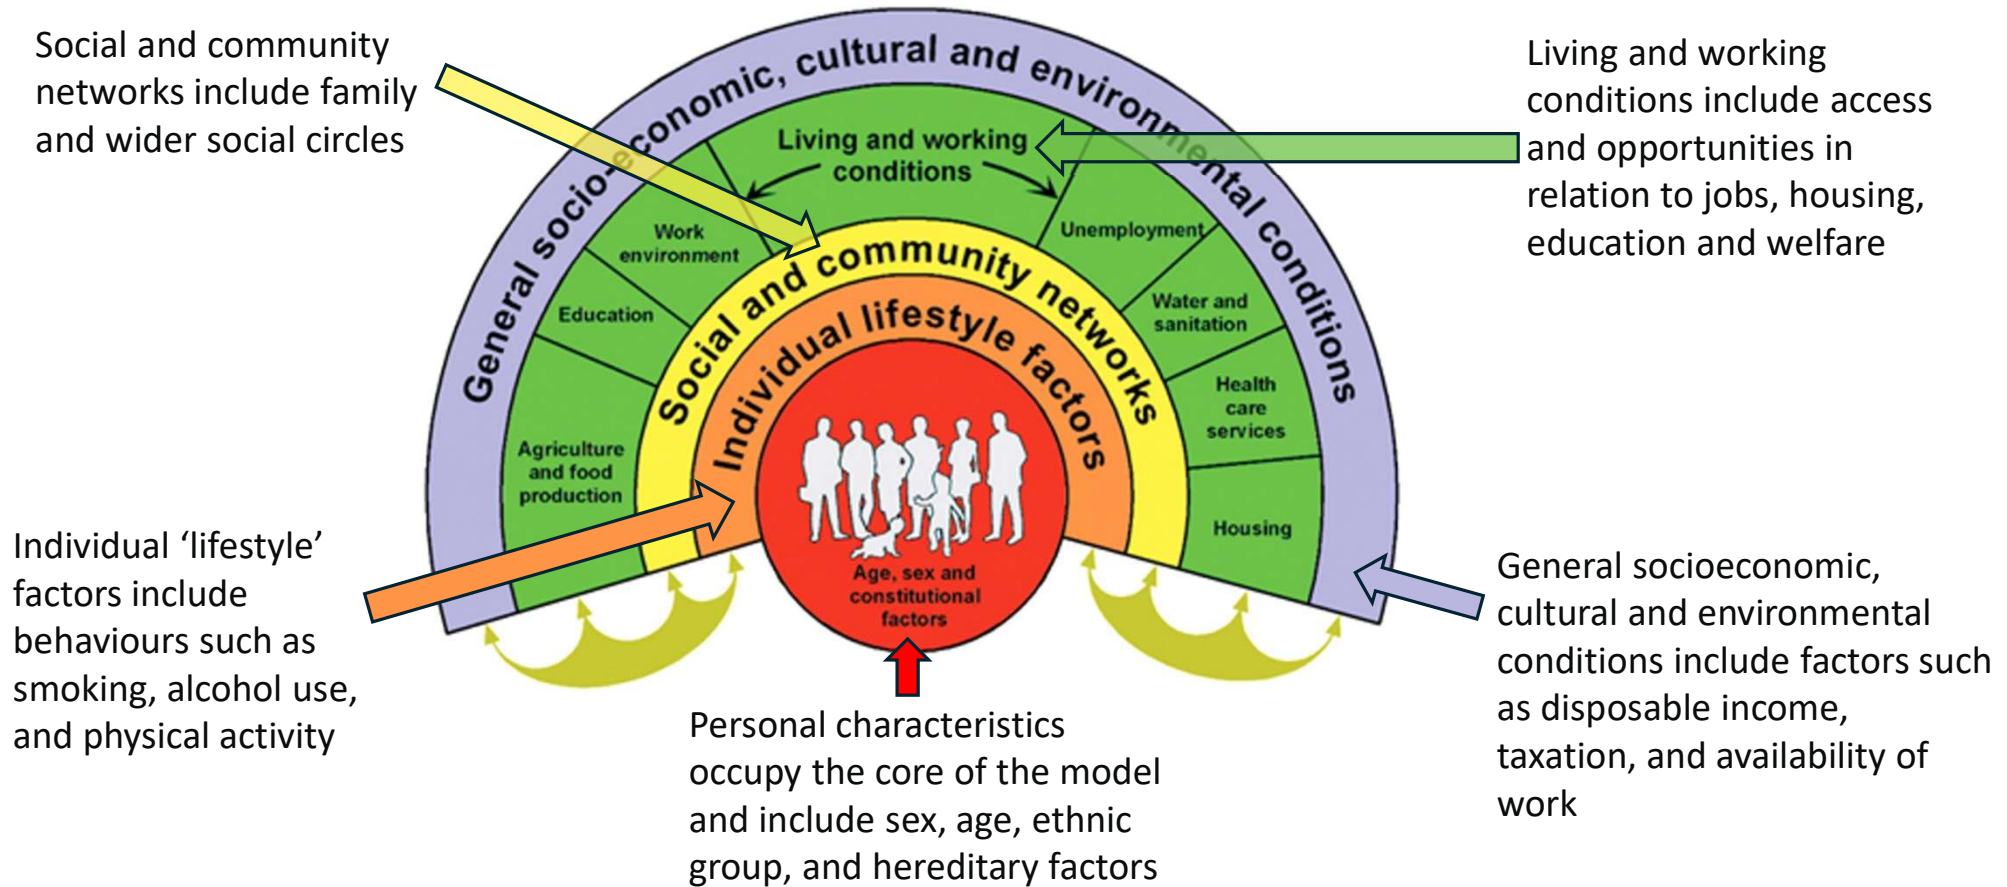 Social and community
networks include family
and wider social circles
General socio-economic, cultural and environmental conditions
Living and working
conditions
Living and working
conditions include access
and opportunities in
relation to jobs, housing,
education and welfare
Work
environment
Unemployment
Education
Water and
sanitation
Social and community networks
Individual lifestyle factors
Health
care
services
Agriculture
and food
production
Housing
Age, sex and
constitutional
factors
Individual ‘lifestyle’
factors include
behaviours such as
smoking, alcohol use,
and physical activity
General socioeconomic,
cultural and environmental
conditions include factors such
as disposable income,
taxation, and availability of
work
Personal characteristics
occupy the core of the model
and include sex, age, ethnic
group, and hereditary factors